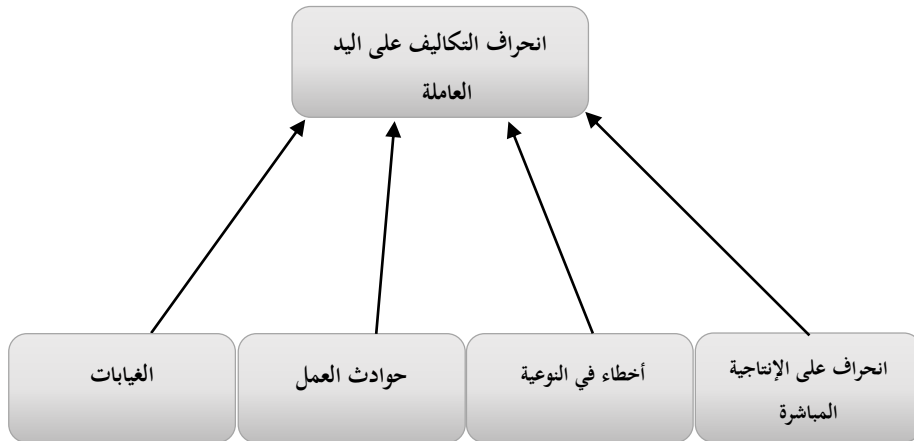 انحراف التكاليف على اليد
العاملة
انحراف على الإنتاجية
المباشرة
أخطاء في النوعية
حوادث العمل
الغيابات